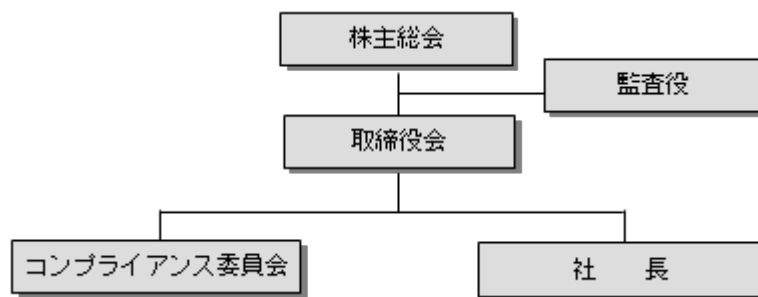 株主総会
監査役
取締役会
コンプライアンス委員会
社　　長